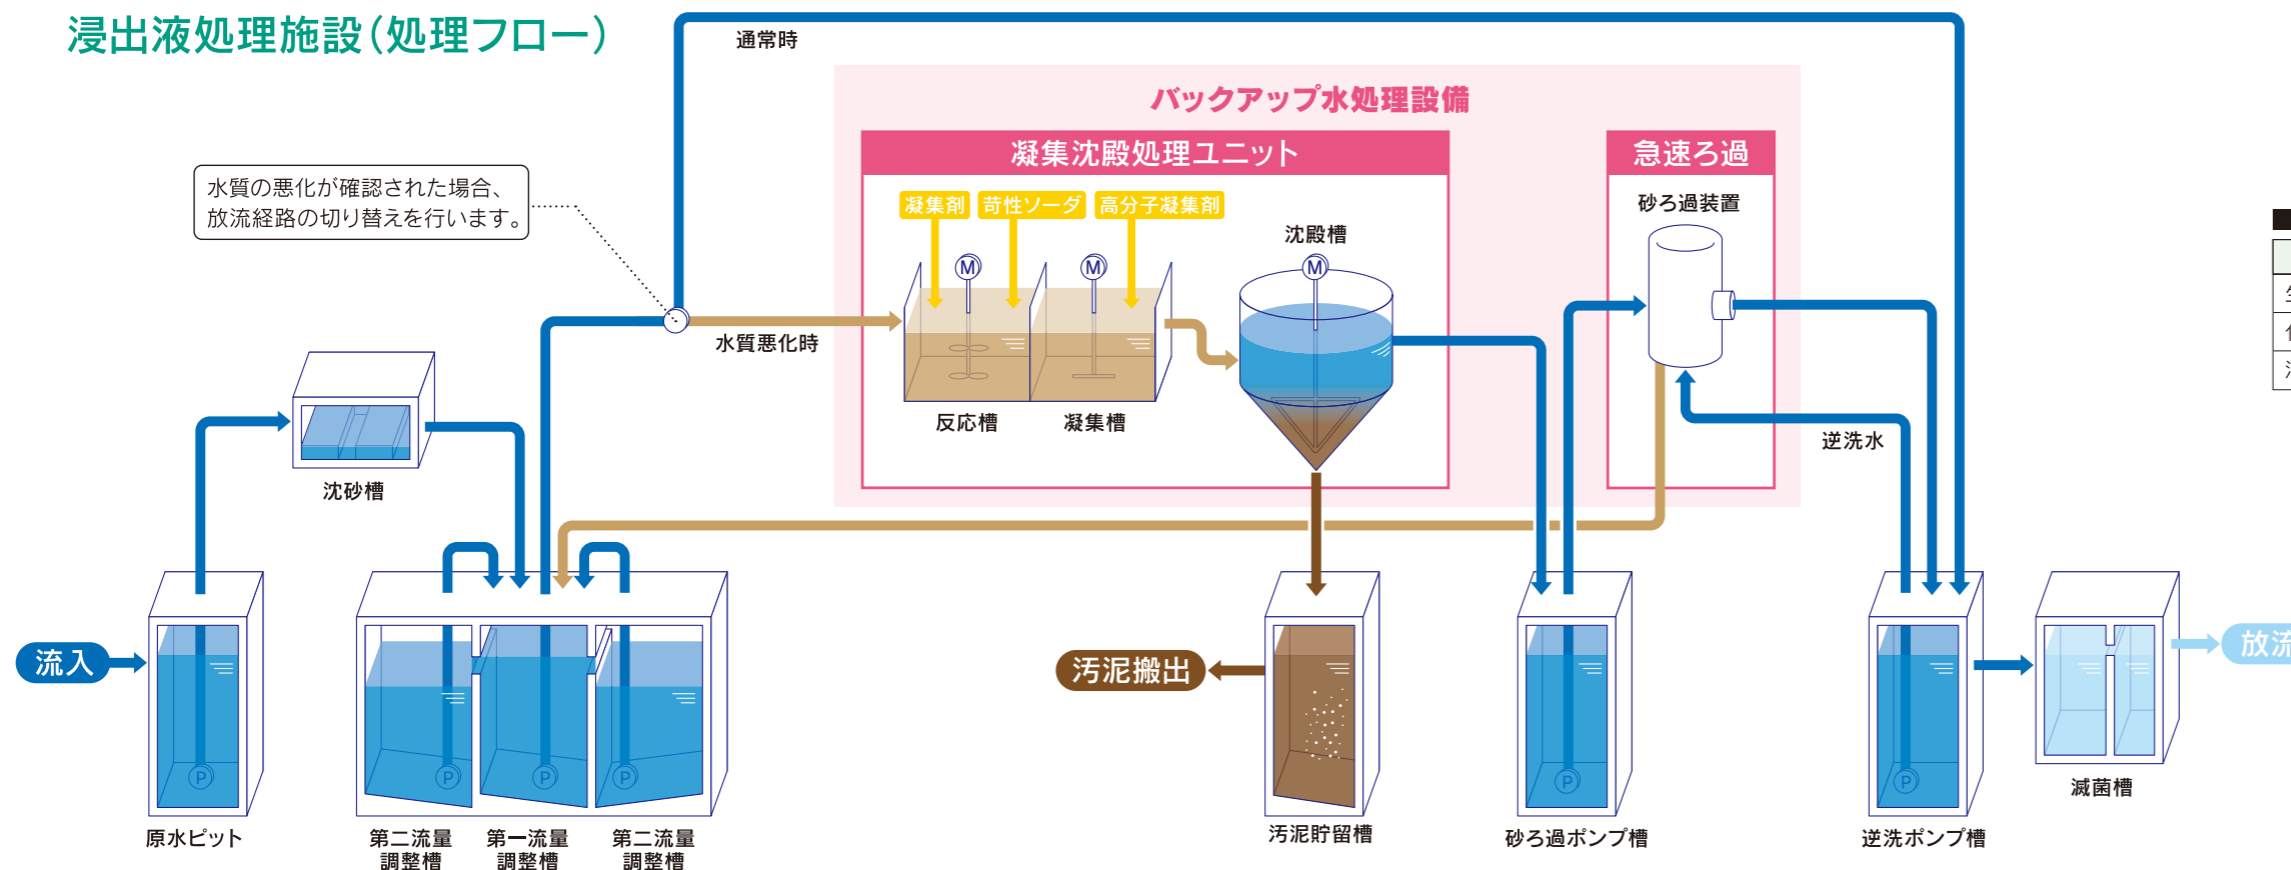 浸出液処理施設(処理フロー)
通常時
バックアップ水処理設備
凝集沈殿処理ユニット
急速ろ過
水質の悪化が確認された場合、
放流経路の切り替えを行います。
凝集剤
苛性ソーダ
高分子凝集剤
砂ろ過装置
沈殿槽
M
M
M
水質悪化時
反応槽
凝集槽
逆洗水
沈砂槽
流入
汚泥搬出
放流
P
P
P
P
P
P
原水ピット
第二流量
調整槽
第一流量
調整槽
第二流量
調整槽
汚泥貯留槽
砂ろ過ポンプ槽
逆洗ポンプ槽
滅菌槽